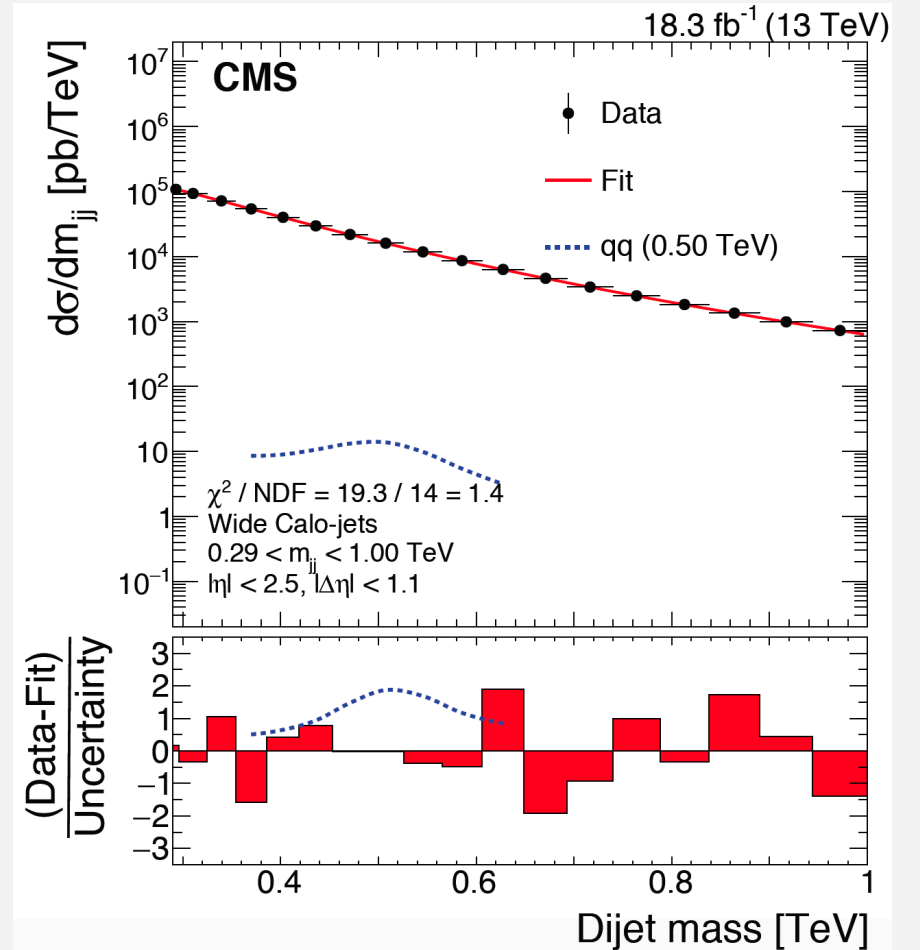 18.3 fb⁻¹ (13 TeV)
CMS
Data
Fit
qq (0.50 TeV)
dσ/dm_jj [pb/TeV]
10⁷
10⁶
10⁵
10⁴
10³
10²
10
1
10⁻¹
χ² / NDF = 19.3 / 14 = 1.4
Wide Calo-jets
0.29 < m_jj < 1.00 TeV
|η| < 2.5, |Δη| < 1.1
(Data-Fit)
Uncertainty
3
2
1
0
−1
−2
−3
0.4 0.6 0.8 1
Dijet mass [TeV]